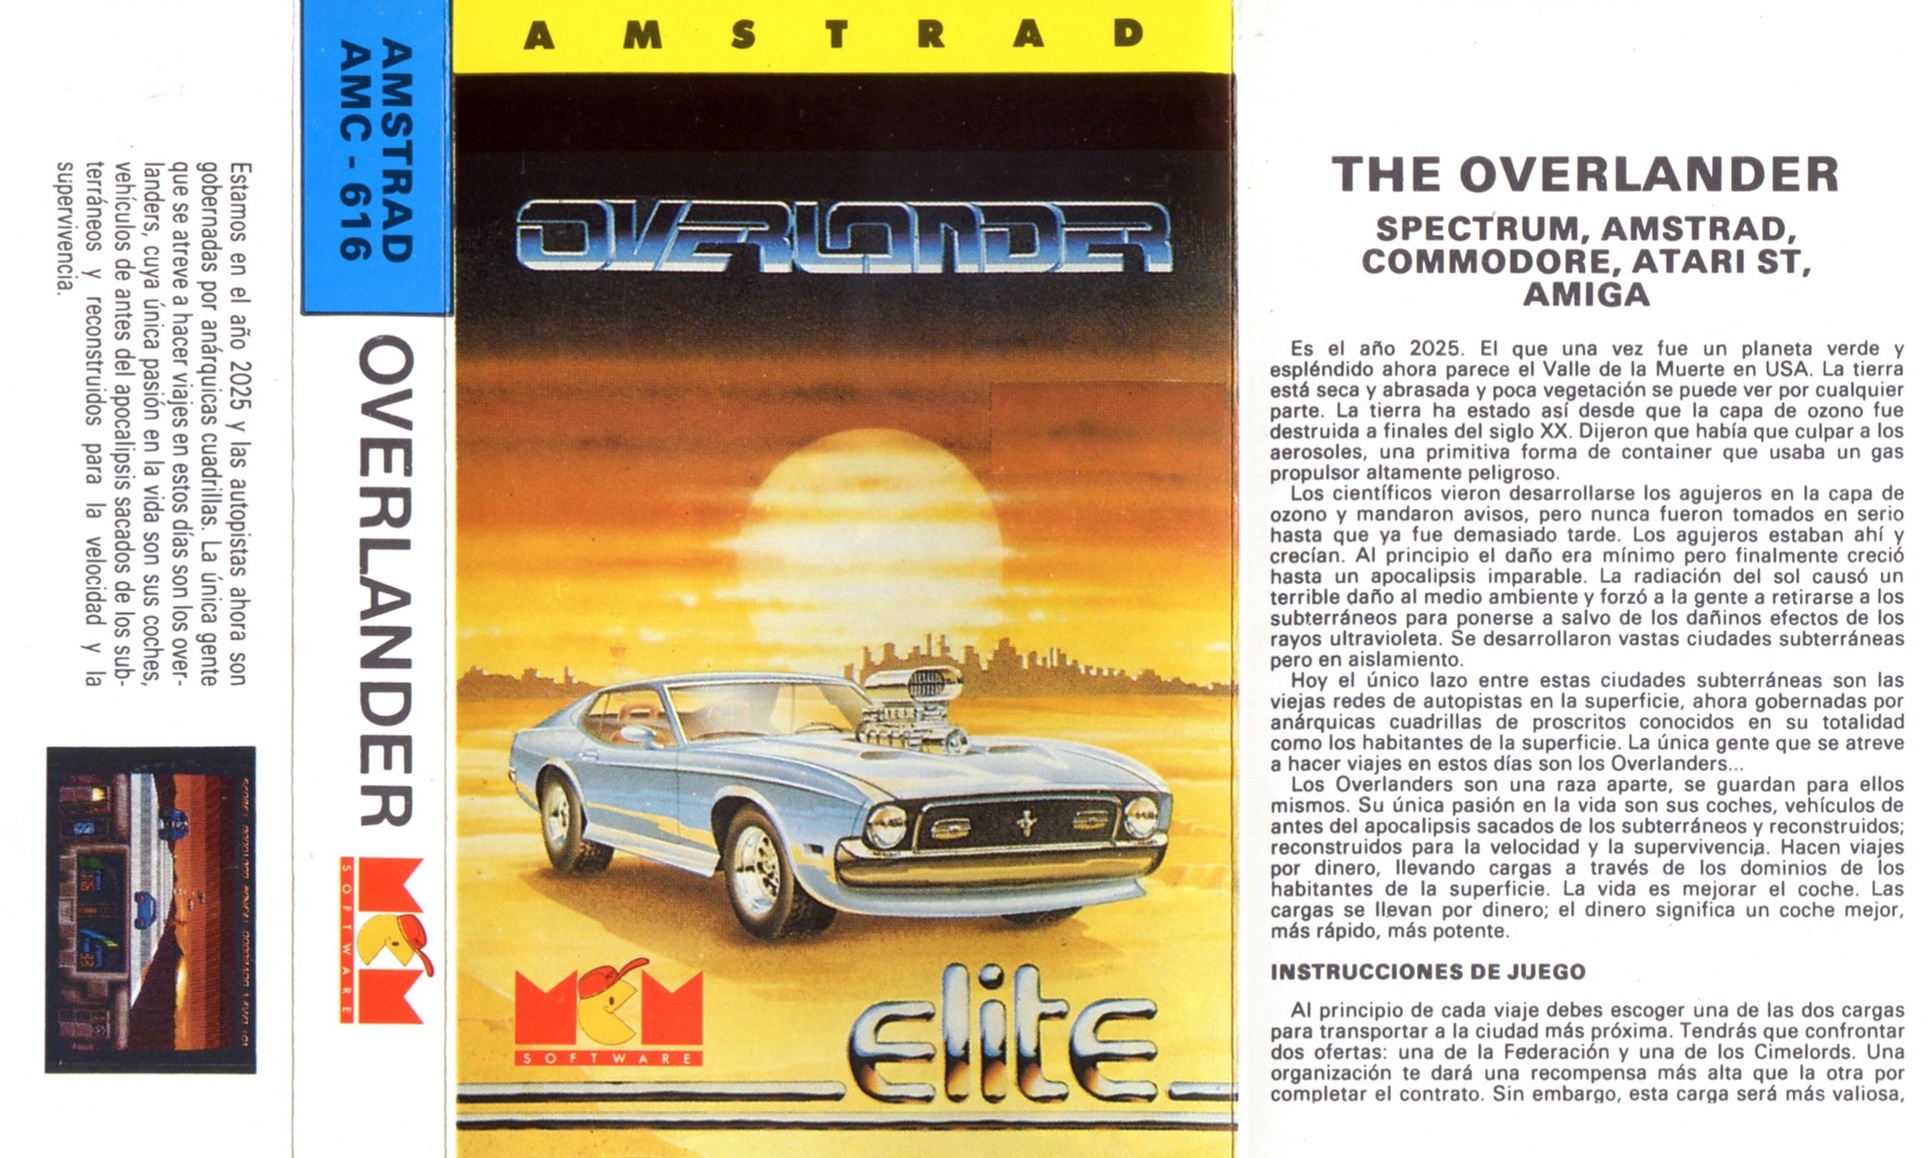 Estamos en el año 2025 y las autopistas ahora son
gobernadas por anárquicas cuadrillas. La única gente
que se atreve a hacer viajes en estos días son los over-
landers, cuya única pasión en la vida son sus coches,
vehículos de antes del apocalipsis sacados de los sub-
terráneos y reconstruidos para la velocidad y la
supervivencia.
AMSTRAD
AMC - 616
OVERLANDER
MCM
SOFTWARE
AMSTRAD
OVERLANDER
MCM
SOFTWARE
elite
THE OVERLANDER
SPECTRUM, AMSTRAD,
COMMODORE, ATARI ST,
AMIGA
Es el año 2025. El que una vez fue un planeta verde y
espléndido ahora parece el Valle de la Muerte en USA. La tierra
está seca y abrasada y poca vegetación se puede ver por cualquier
parte. La tierra ha estado así desde que la capa de ozono fue
destruida a finales del siglo XX. Dijeron que había que culpar a los
aerosoles, una primitiva forma de container que usaba un gas
propulsor altamente peligroso.
Los científicos vieron desarrollarse los agujeros en la capa de
ozono y mandaron avisos, pero nunca fueron tomados en serio
hasta que ya fue demasiado tarde. Los agujeros estaban ahí y
crecían. Al principio el daño era mínimo pero finalmente creció
hasta un apocalipsis imparable. La radiación del sol causó un
terrible daño al medio ambiente y forzó a la gente a retirarse a los
subterráneos para ponerse a salvo de los dañinos efectos de los
rayos ultravioleta. Se desarrollaron vastas ciudades subterráneas
pero en aislamiento.
Hoy el único lazo entre estas ciudades subterráneas son las
viejas redes de autopistas en la superficie, ahora gobernadas por
anárquicas cuadrillas de proscritos conocidos en su totalidad
como los habitantes de la superficie. La única gente que se atreve
a hacer viajes en estos días son los Overlanders...
Los Overlanders son una raza aparte, se guardan para ellos
mismos. Su única pasión en la vida son sus coches, vehículos de
antes del apocalipsis sacados de los subterráneos y reconstruidos;
reconstruidos para la velocidad y la supervivencia. Hacen viajes
por dinero, llevando cargas a través de los dominios de los
habitantes de la superficie. La vida es mejorar el coche. Las
cargas se llevan por dinero; el dinero significa un coche mejor,
más rápido, más potente.
INSTRUCCIONES DE JUEGO
Al principio de cada viaje debes escoger una de las dos cargas
para transportar a la ciudad más próxima. Tendrás que confrontar
dos ofertas: una de la Federación y una de los Cimelords. Una
organización te dará una recompensa más alta que la otra por
completar el contrato. Sin embargo, esta carga será más valiosa,